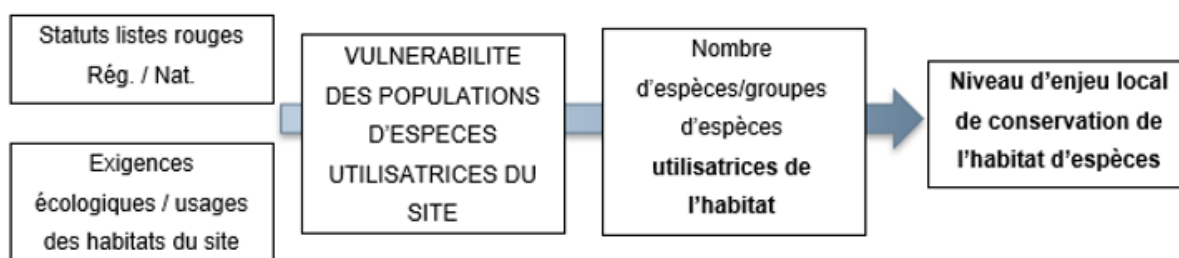 Statuts listes rouges
Rég. / Nat.
Exigences
écologiques / usages
des habitats du site
VULNERABILITE
DES POPULATIONS
D'ESPECES
UTILISATRICES DU
SITE
Nombre
d'espèces/groupes
d'espèces
utilisatrices de
l'habitat
Niveau d'enjeu local
de conservation de
l'habitat d'espèces